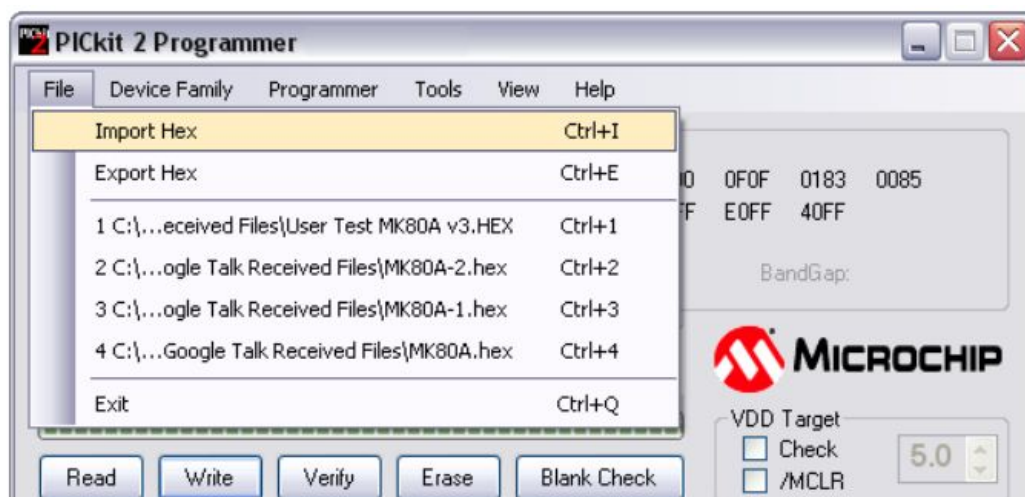 PICkit 2 Programmer
File Device Family Programmer Tools View Help
Import Hex Ctrl+I
Export Hex Ctrl+E
1 C:\...eceived Files\User Test MK80A v3.HEX Ctrl+1
2 C:\...ogle Talk Received Files\MK80A-2.hex Ctrl+2
3 C:\...ogle Talk Received Files\MK80A-1.hex Ctrl+3
4 C:\...Google Talk Received Files\MK80A.hex Ctrl+4
Exit Ctrl+Q
0F0F 0183 0085
E0FF 40FF
BandGap:
MICROCHIP
VDD Target
Check
/MCLR
5.0
Read Write Verify Erase Blank Check